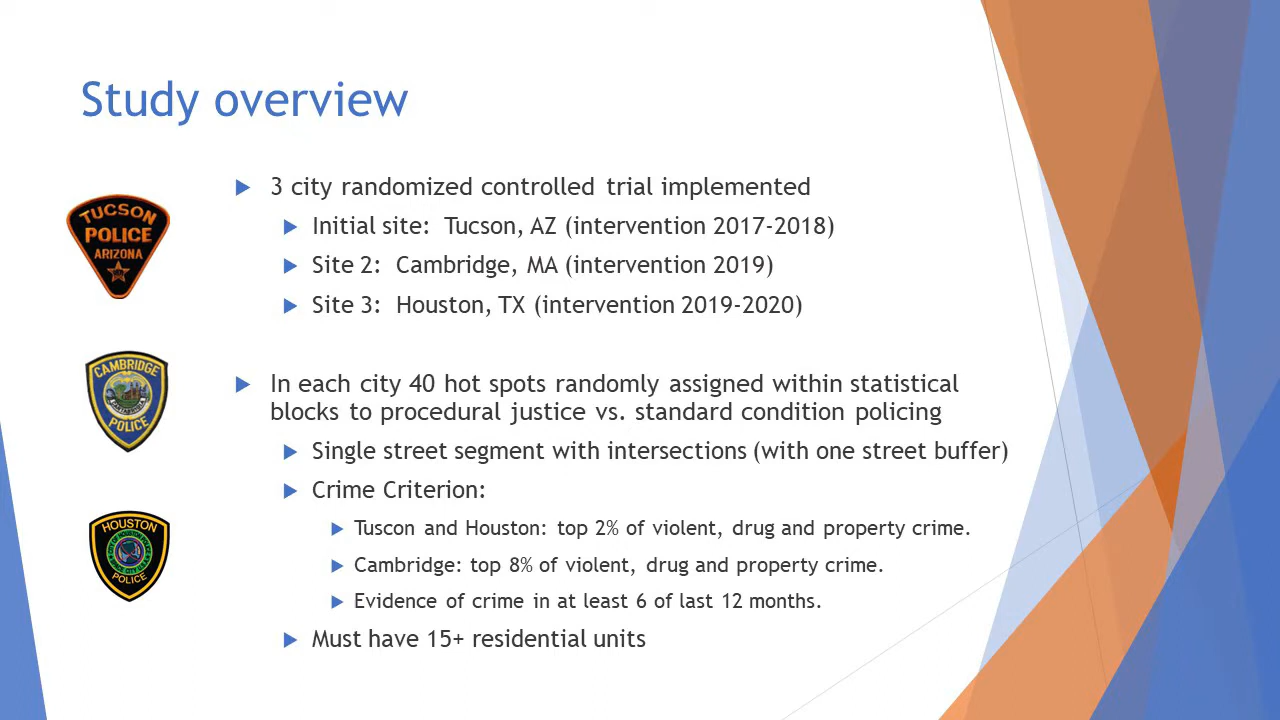 Study overview
3 city randomized controlled trial implemented
Initial site: Tucson, AZ (intervention 2017-2018)
Site 2: Cambridge, MA (intervention 2019)
Site 3: Houston, TX (intervention 2019-2020)
In each city 40 hot spots randomly assigned within statistical
blocks to procedural justice vs. standard condition policing
Single street segment with intersections (with one street buffer)
Crime Criterion:
Tuscon and Houston: top 2% of violent, drug and property crime.
Cambridge: top 8% of violent, drug and property crime.
Evidence of crime in at least 6 of last 12 months.
Must have 15+ residential units
TUCSON
POLICE
ARIZONA
CAMBRIDGE
POLICE
HOUSTON
POLICE